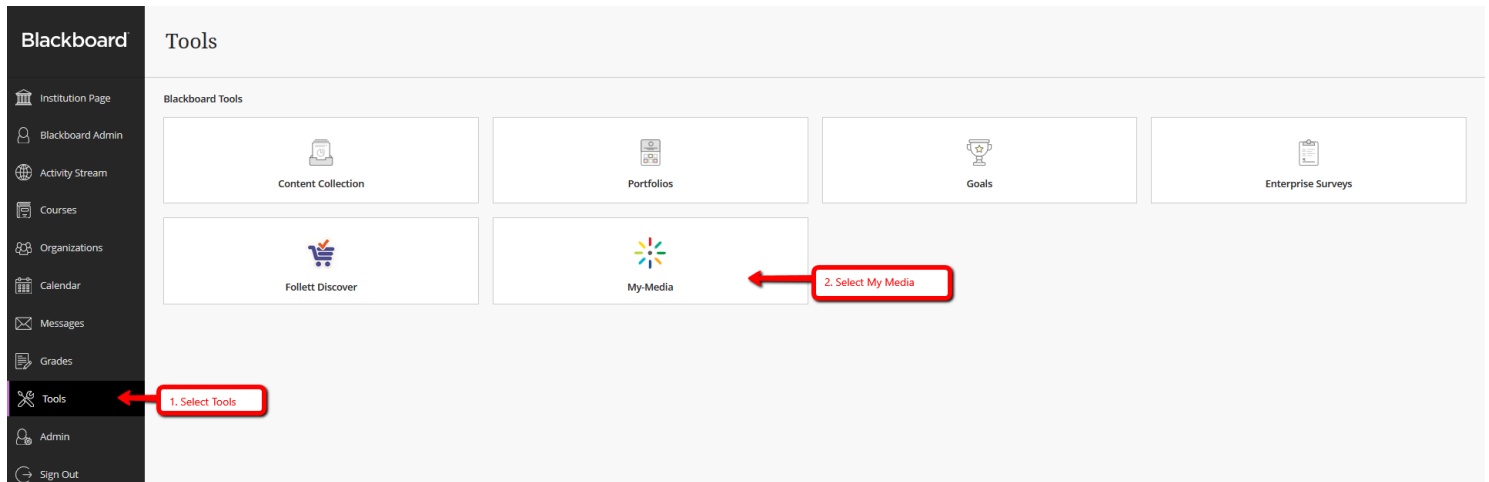 Blackboard
Tools
Institution Page
Blackboard Admin
Activity Stream
Courses
Organizations
Calendar
Messages
Grades
Tools
Admin
Sign Out
Blackboard Tools
Content Collection
Portfolios
Goals
Enterprise Surveys
Follett Discover
My-Media
2. Select My Media
1. Select Tools